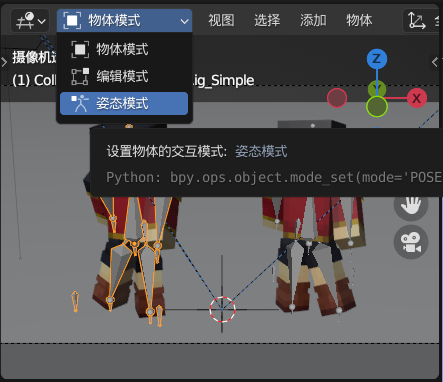 物体模式 视图 选择 添加 物体
物体模式
摄像机
编辑模式
(1) Coll ig_Simple
姿态模式
Z
Y
X
设置物体的交互模式: 姿态模式
Python: bpy.ops.object.mode_set(mode='POSE